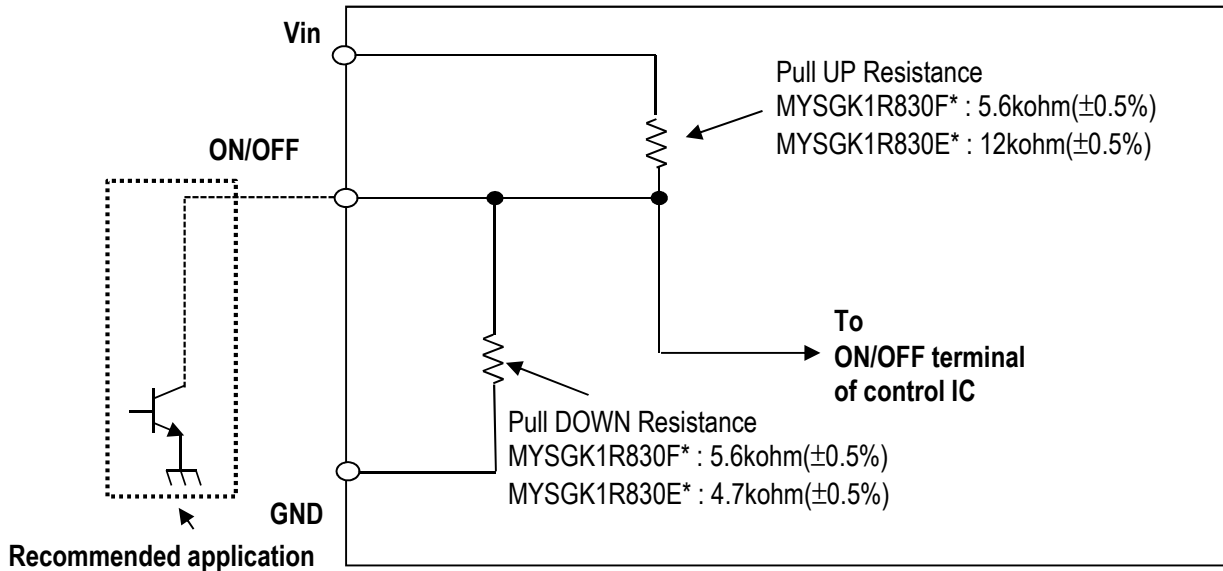 Vin
Pull UP Resistance
MYSGK1R830F* : 5.6kohm(±0.5%)
MYSGK1R830E* : 12kohm(±0.5%)
ON/OFF
To
ON/OFF terminal
of control IC
Pull DOWN Resistance
MYSGK1R830F* : 5.6kohm(±0.5%)
MYSGK1R830E* : 4.7kohm(±0.5%)
GND
Recommended application